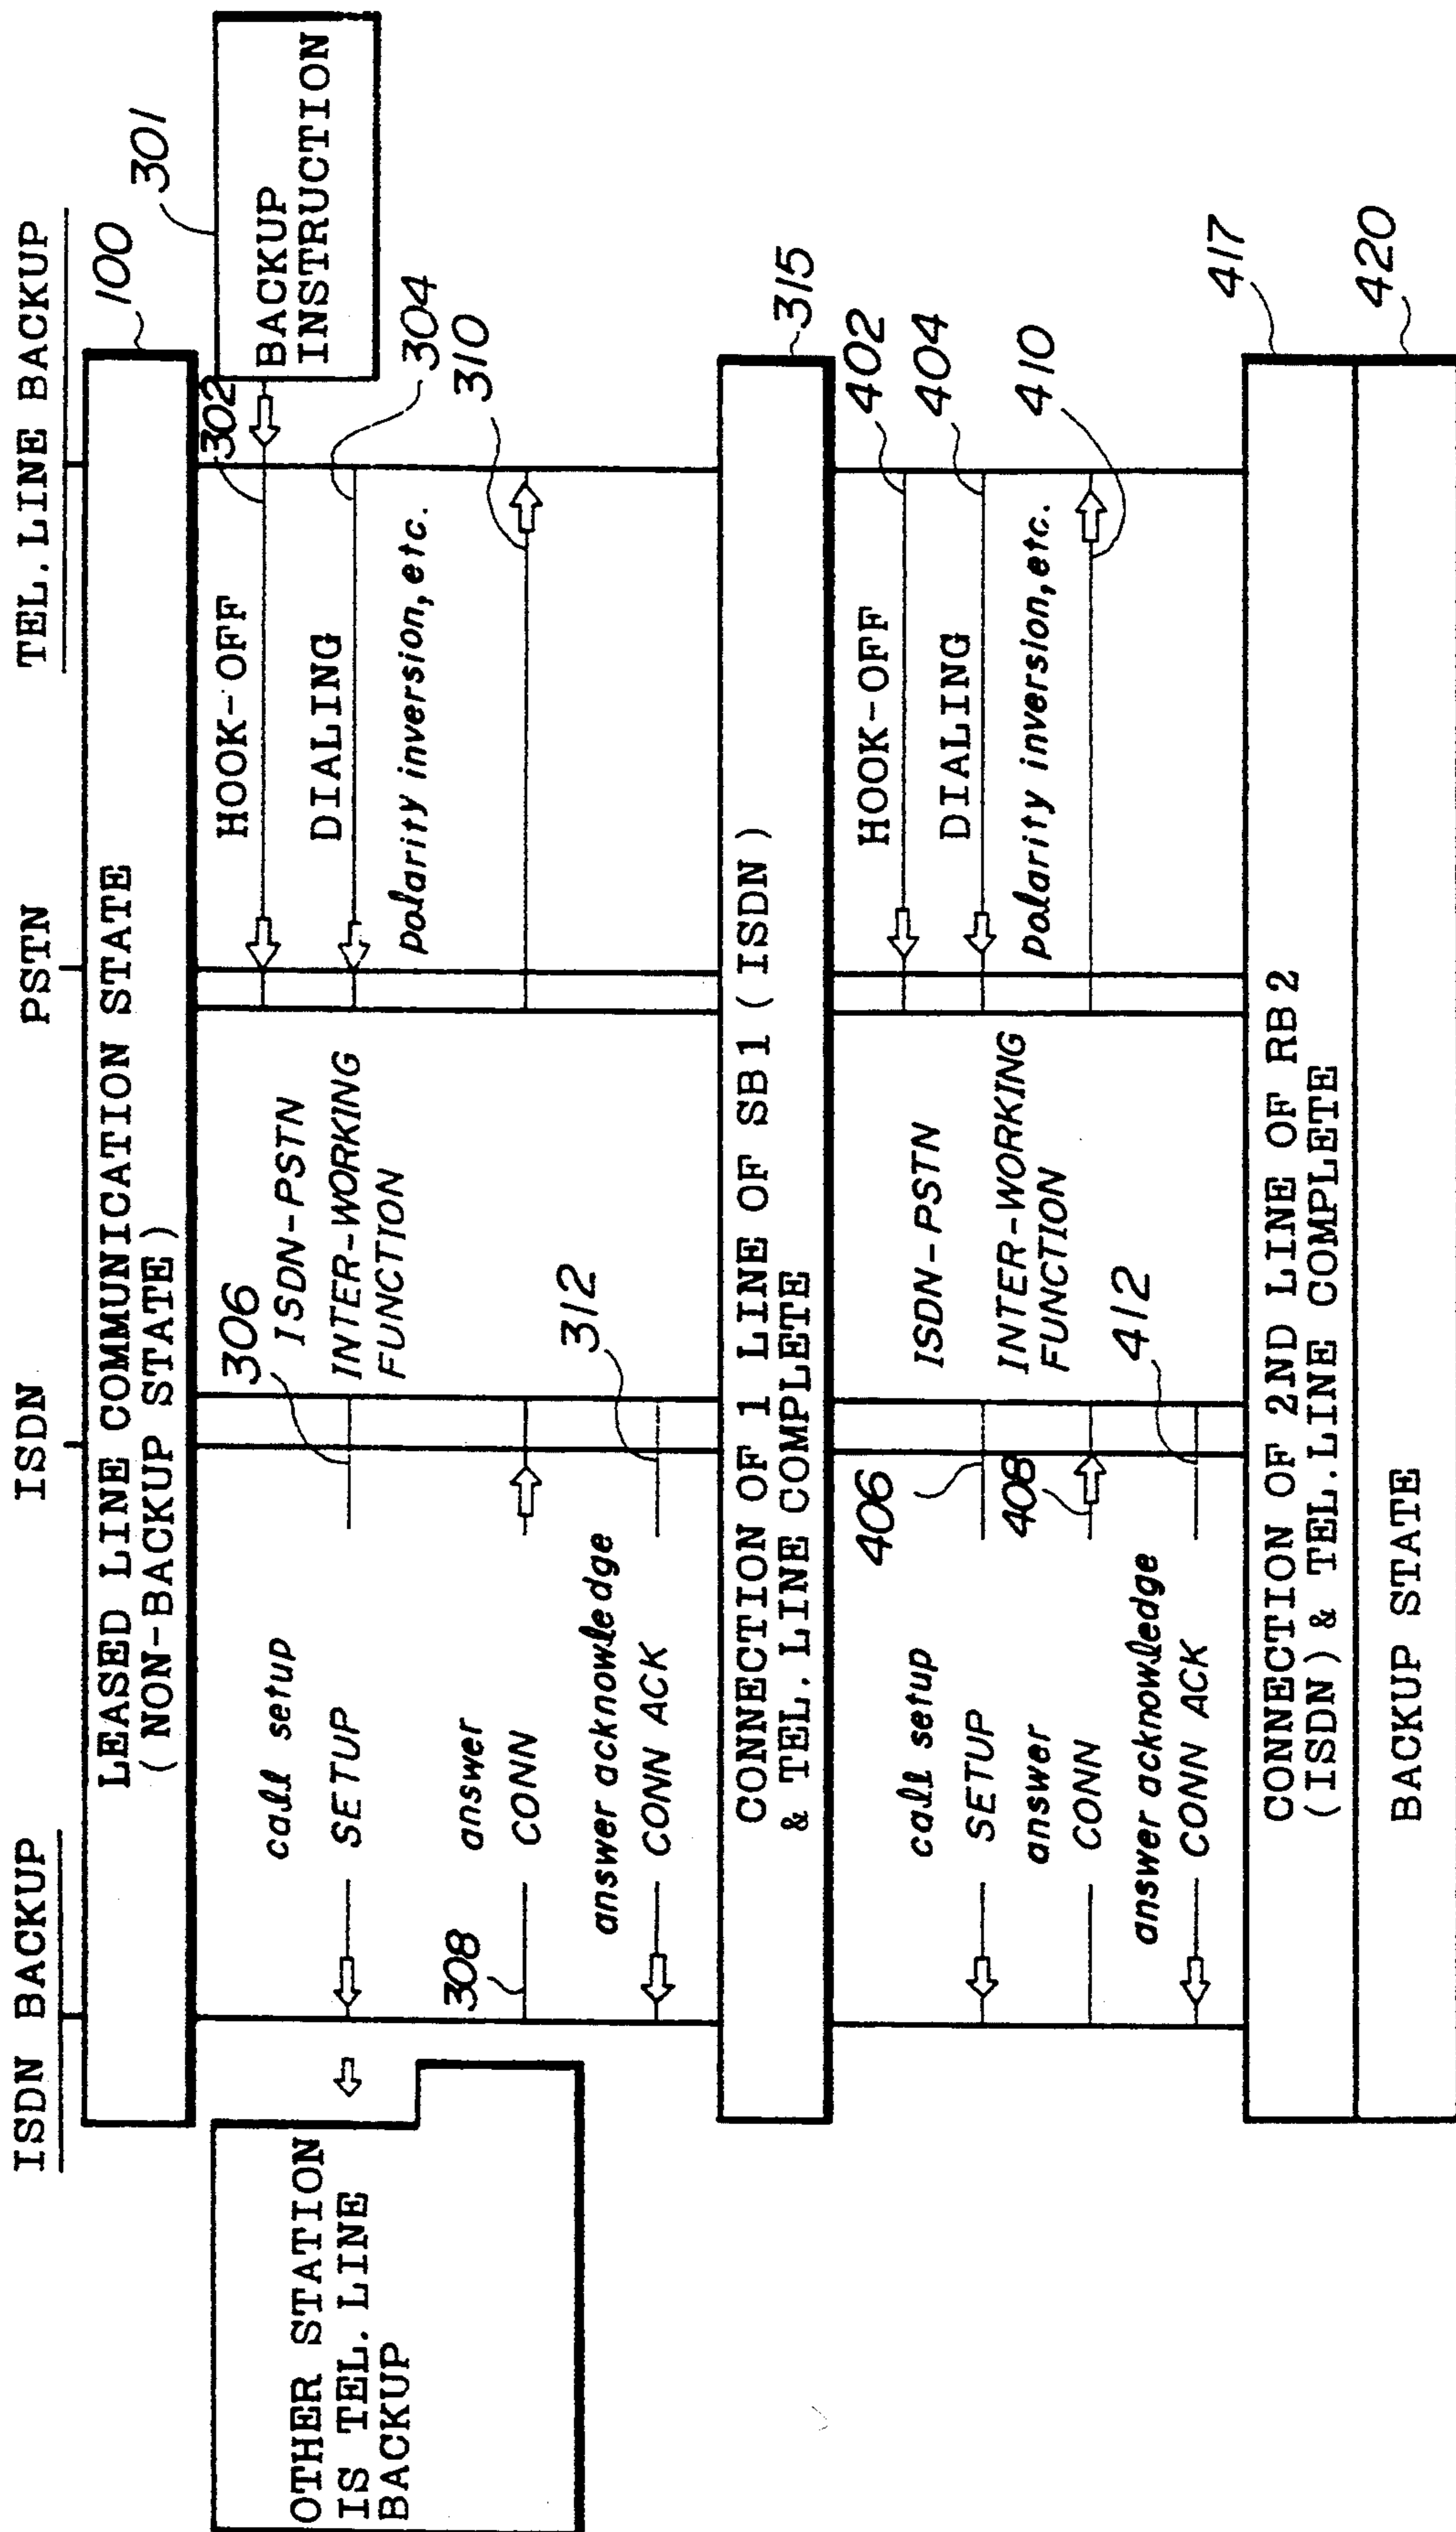 ISDN BACKUP
ISDN
PSTN
TEL. LINE BACKUP
LEASED LINE COMMUNICATION STATE
(NON-BACKUP STATE)
100
301
BACKUP
INSTRUCTION
302
HOOK-OFF
304
DIALING
310
polarity inversion, etc.
306
ISDN-PSTN
INTER-WORKING
FUNCTION
call setup
SETUP
OTHER STATION
IS TEL. LINE
BACKUP
308
answer
CONN
312
answer acknowledge
CONN ACK
CONNECTION OF 1 LINE OF SB1 (ISDN)
& TEL. LINE COMPLETE
315
402
HOOK-OFF
404
DIALING
410
polarity inversion, etc.
ISDN-PSTN
INTER-WORKING
FUNCTION
406
call setup
SETUP
408
answer
CONN
412
answer acknowledge
CONN ACK
CONNECTION OF 2ND LINE OF RB2
(ISDN) & TEL. LINE COMPLETE
417
BACKUP STATE
420